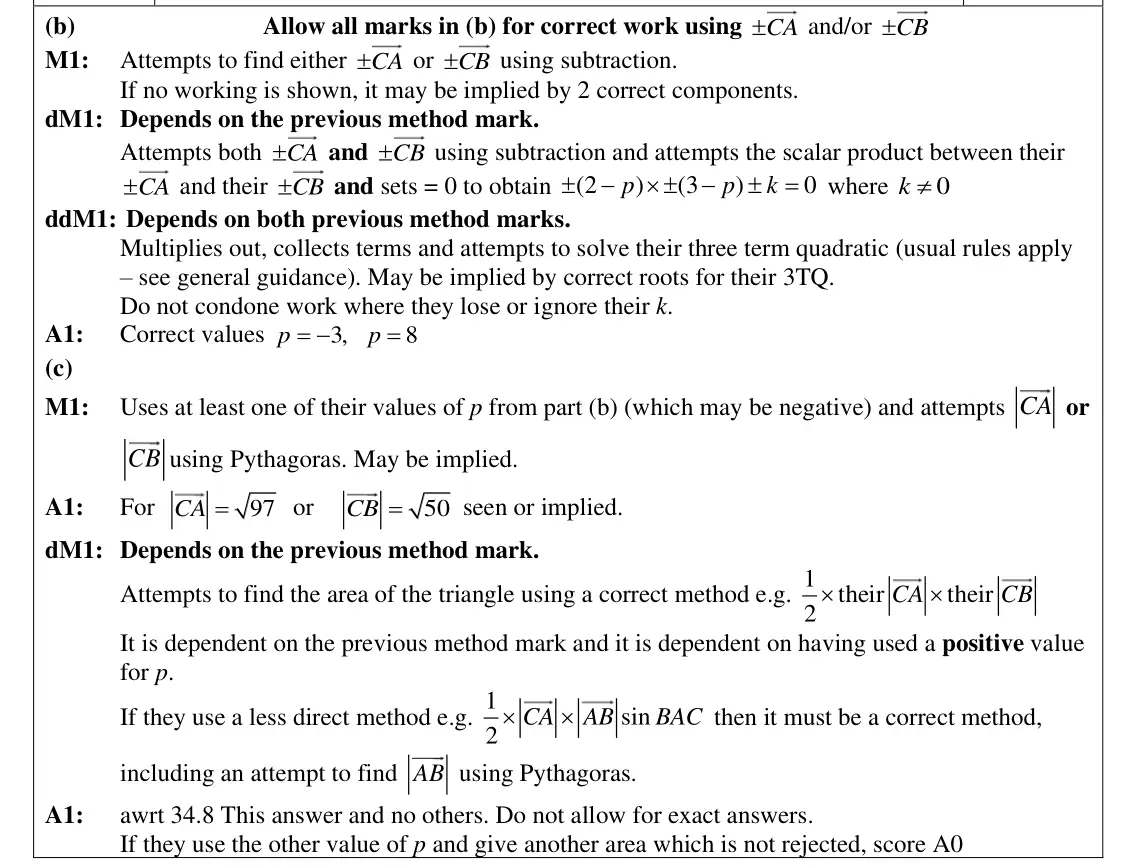 (b) Allow all marks in (b) for correct work using ±CA⃗ and/or ±CB⃗
M1: Attempts to find either ±CA⃗ or ±CB⃗ using subtraction.
If no working is shown, it may be implied by 2 correct components.
dM1: Depends on the previous method mark.
Attempts both ±CA⃗ and ±CB⃗ using subtraction and attempts the scalar product between their
±CA⃗ and their ±CB⃗ and sets = 0 to obtain ±(2 − p)×±(3 − p) ± k = 0 where k ≠ 0
ddM1: Depends on both previous method marks.
Multiplies out, collects terms and attempts to solve their three term quadratic (usual rules apply
– see general guidance). May be implied by correct roots for their 3TQ.
Do not condone work where they lose or ignore their k.
A1: Correct values p = −3, p = 8
(c)
M1: Uses at least one of their values of p from part (b) (which may be negative) and attempts |CA⃗| or
|CB⃗| using Pythagoras. May be implied.
A1: For |CA⃗| = √97 or |CB⃗| = √50 seen or implied.
dM1: Depends on the previous method mark.
Attempts to find the area of the triangle using a correct method e.g. 1/2 × their |CA⃗| × their |CB⃗|
It is dependent on the previous method mark and it is dependent on having used a positive value
for p.
If they use a less direct method e.g. 1/2 × |CA⃗| × |AB⃗| sin BAC then it must be a correct method,
including an attempt to find |AB⃗| using Pythagoras.
A1: awrt 34.8 This answer and no others. Do not allow for exact answers.
If they use the other value of p and give another area which is not rejected, score A0